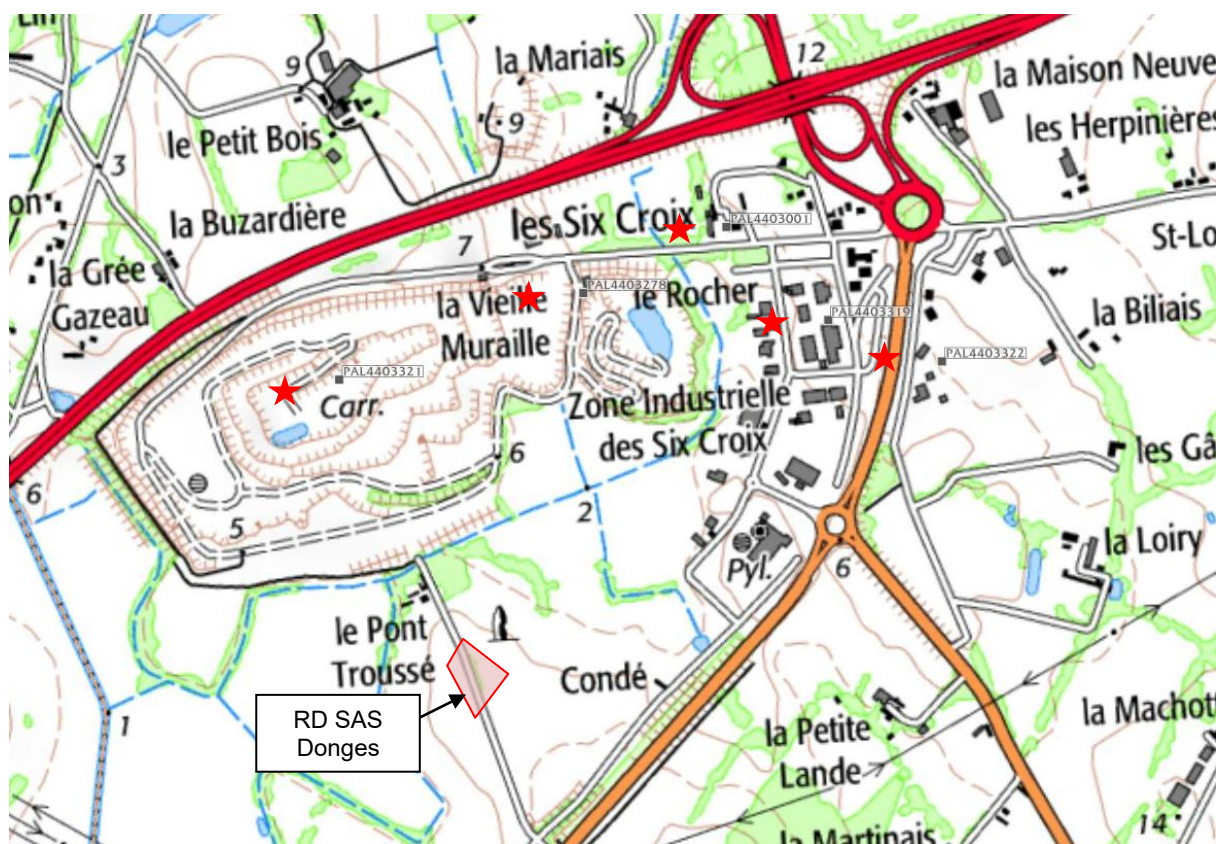 Lin
12
la Mariais
la Maison Neuve
9
9
le Petit Bois
les Herpinières
3
on
la Buzardière
les Six Croix
PAL4403001
St-Lo
7
la Grée
Gazeau
la Vieille
Muraille
PAL4403278
le Rocher
PAL4403319
la Biliais
PAL4403321
PAL4403322
Carr.
Zone Industrielle
des Six Croix
les Gâ
6
6
2
5
la Loiry
Pyl.
6
le Pont
Troussé
Condé
RD SAS
Donges
1
la Petite
Lande
la Machott
la Martinais
14